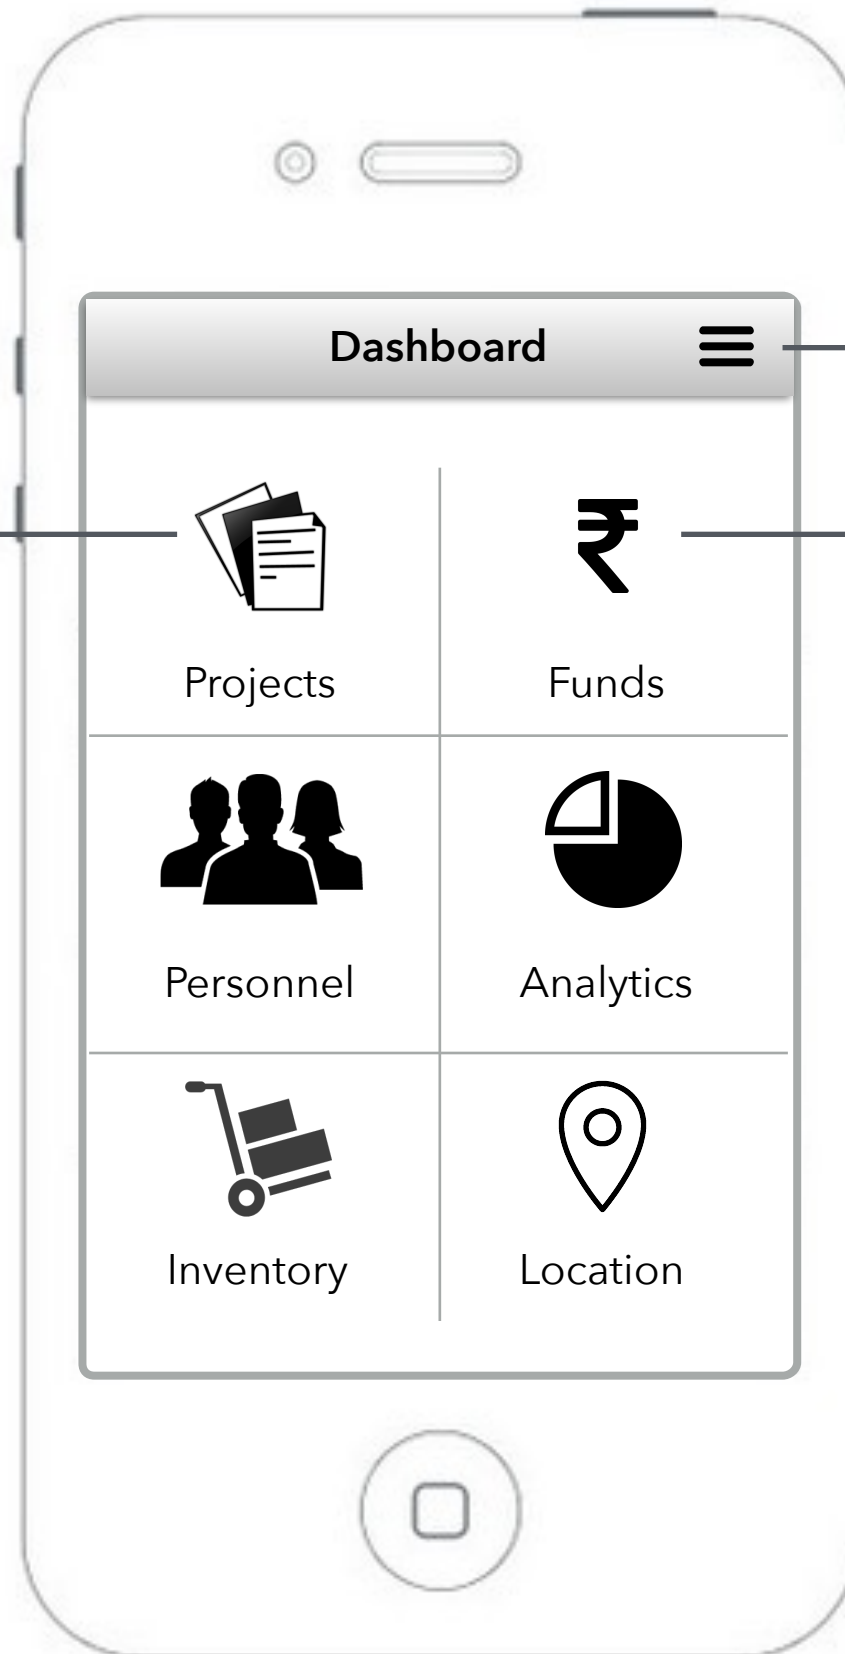 Dashboard
₹
Projects
Funds
Personnel
Analytics
Inventory
Location